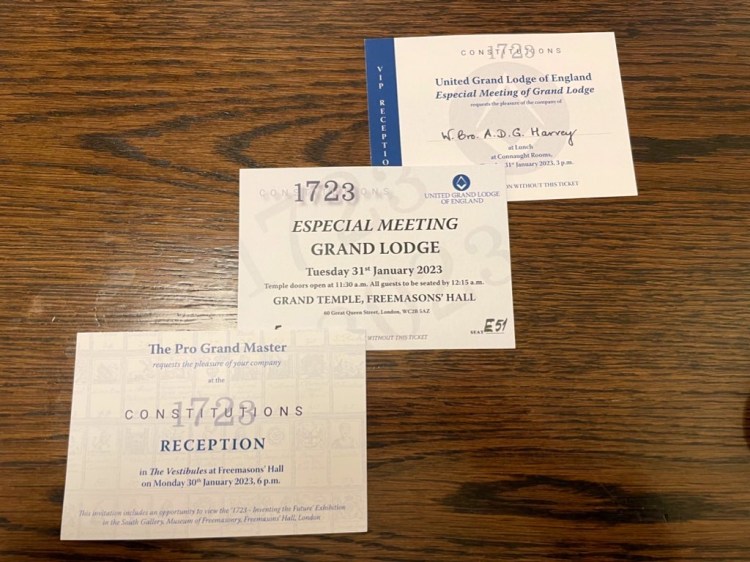 CONSTITUTIONS
1723
VIP RECEPTIO
United Grand Lodge of England
Especial Meeting of Grand Lodge
requests the pleasure of the company of
W. Bro. A.D.G. Harvey
at Lunch
at Connaught Rooms,
31st January 2023, 3 p.m.
WITHOUT THIS TICKET
CONSTITUTIONS
1723
UNITED GRAND LODGE
OF ENGLAND
ESPECIAL MEETING
GRAND LODGE
Tuesday 31st January 2023
Temple doors open at 11:30 a.m. All guests to be seated by 12:15 a.m.
GRAND TEMPLE, FREEMASONS' HALL
60 Great Queen Street, London, WC2B 5AZ
WITHOUT THIS TICKET
SEAT E51
The Pro Grand Master
requests the pleasure of your company
at the
CONSTITUTIONS
1723
RECEPTION
in The Vestibules at Freemasons' Hall
on Monday 30th January 2023, 6 p.m.
This invitation includes an opportunity to view the '1723 - Inventing the Future' Exhibition
in the South Gallery, Museum of Freemasonry, Freemasons' Hall, London